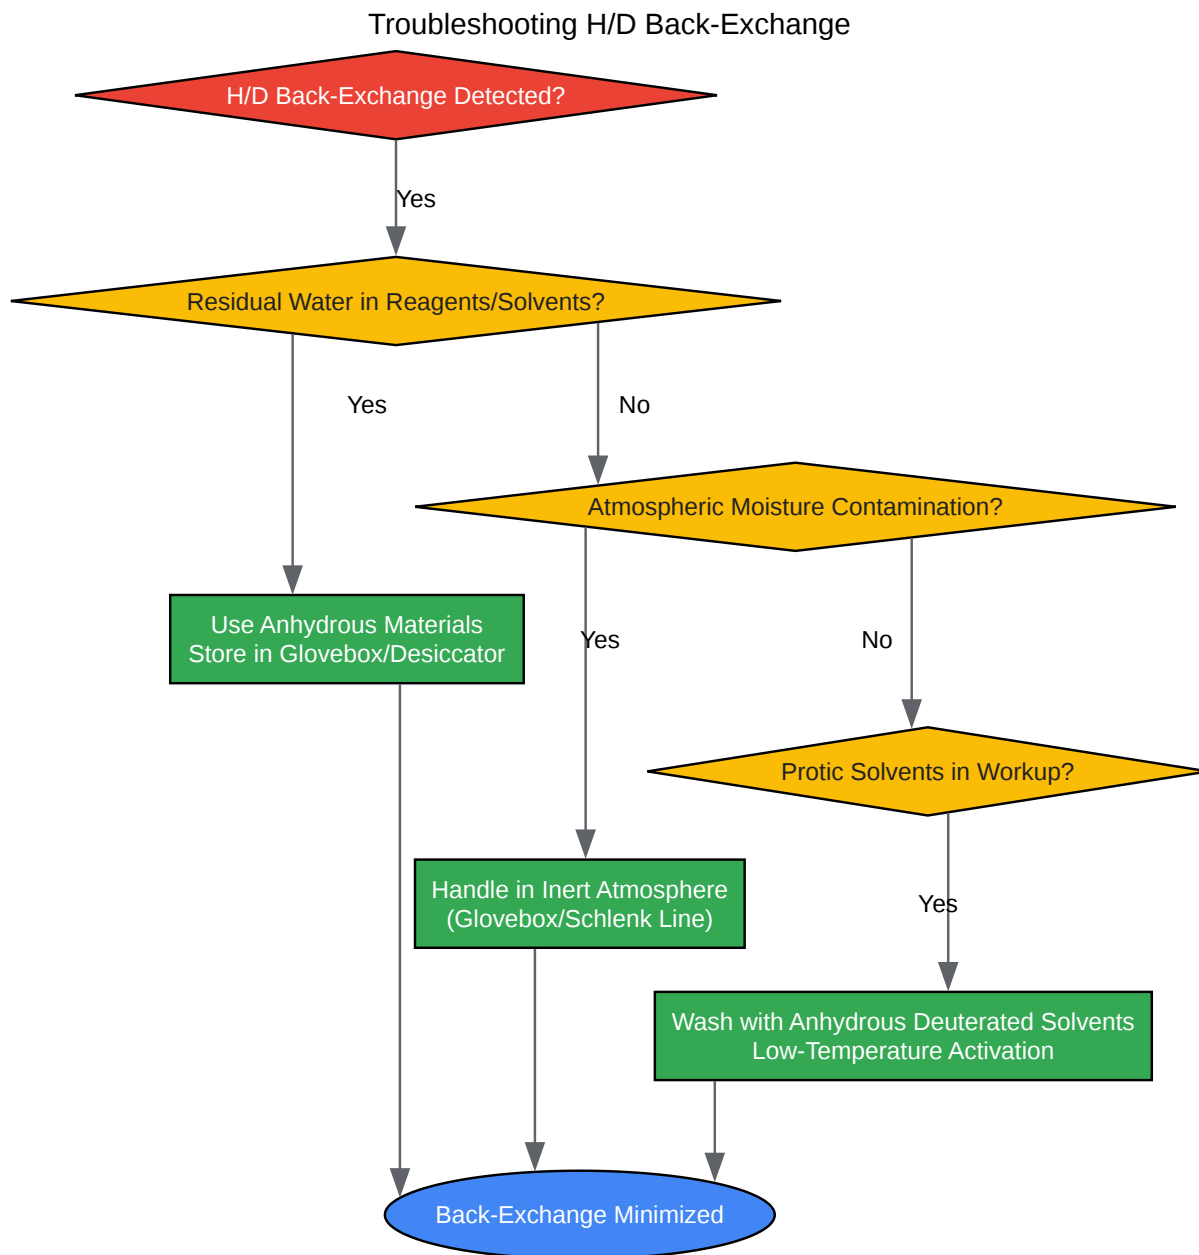 Troubleshooting H/D Back-Exchange
H/D Back-Exchange Detected?
Yes
Residual Water in Reagents/Solvents?
Yes
No
Atmospheric Moisture Contamination?
Use Anhydrous Materials
Store in Glovebox/Desiccator
Yes
No
Protic Solvents in Workup?
Handle in Inert Atmosphere
(Glovebox/Schlenk Line)
Yes
Wash with Anhydrous Deuterated Solvents
Low-Temperature Activation
Back-Exchange Minimized